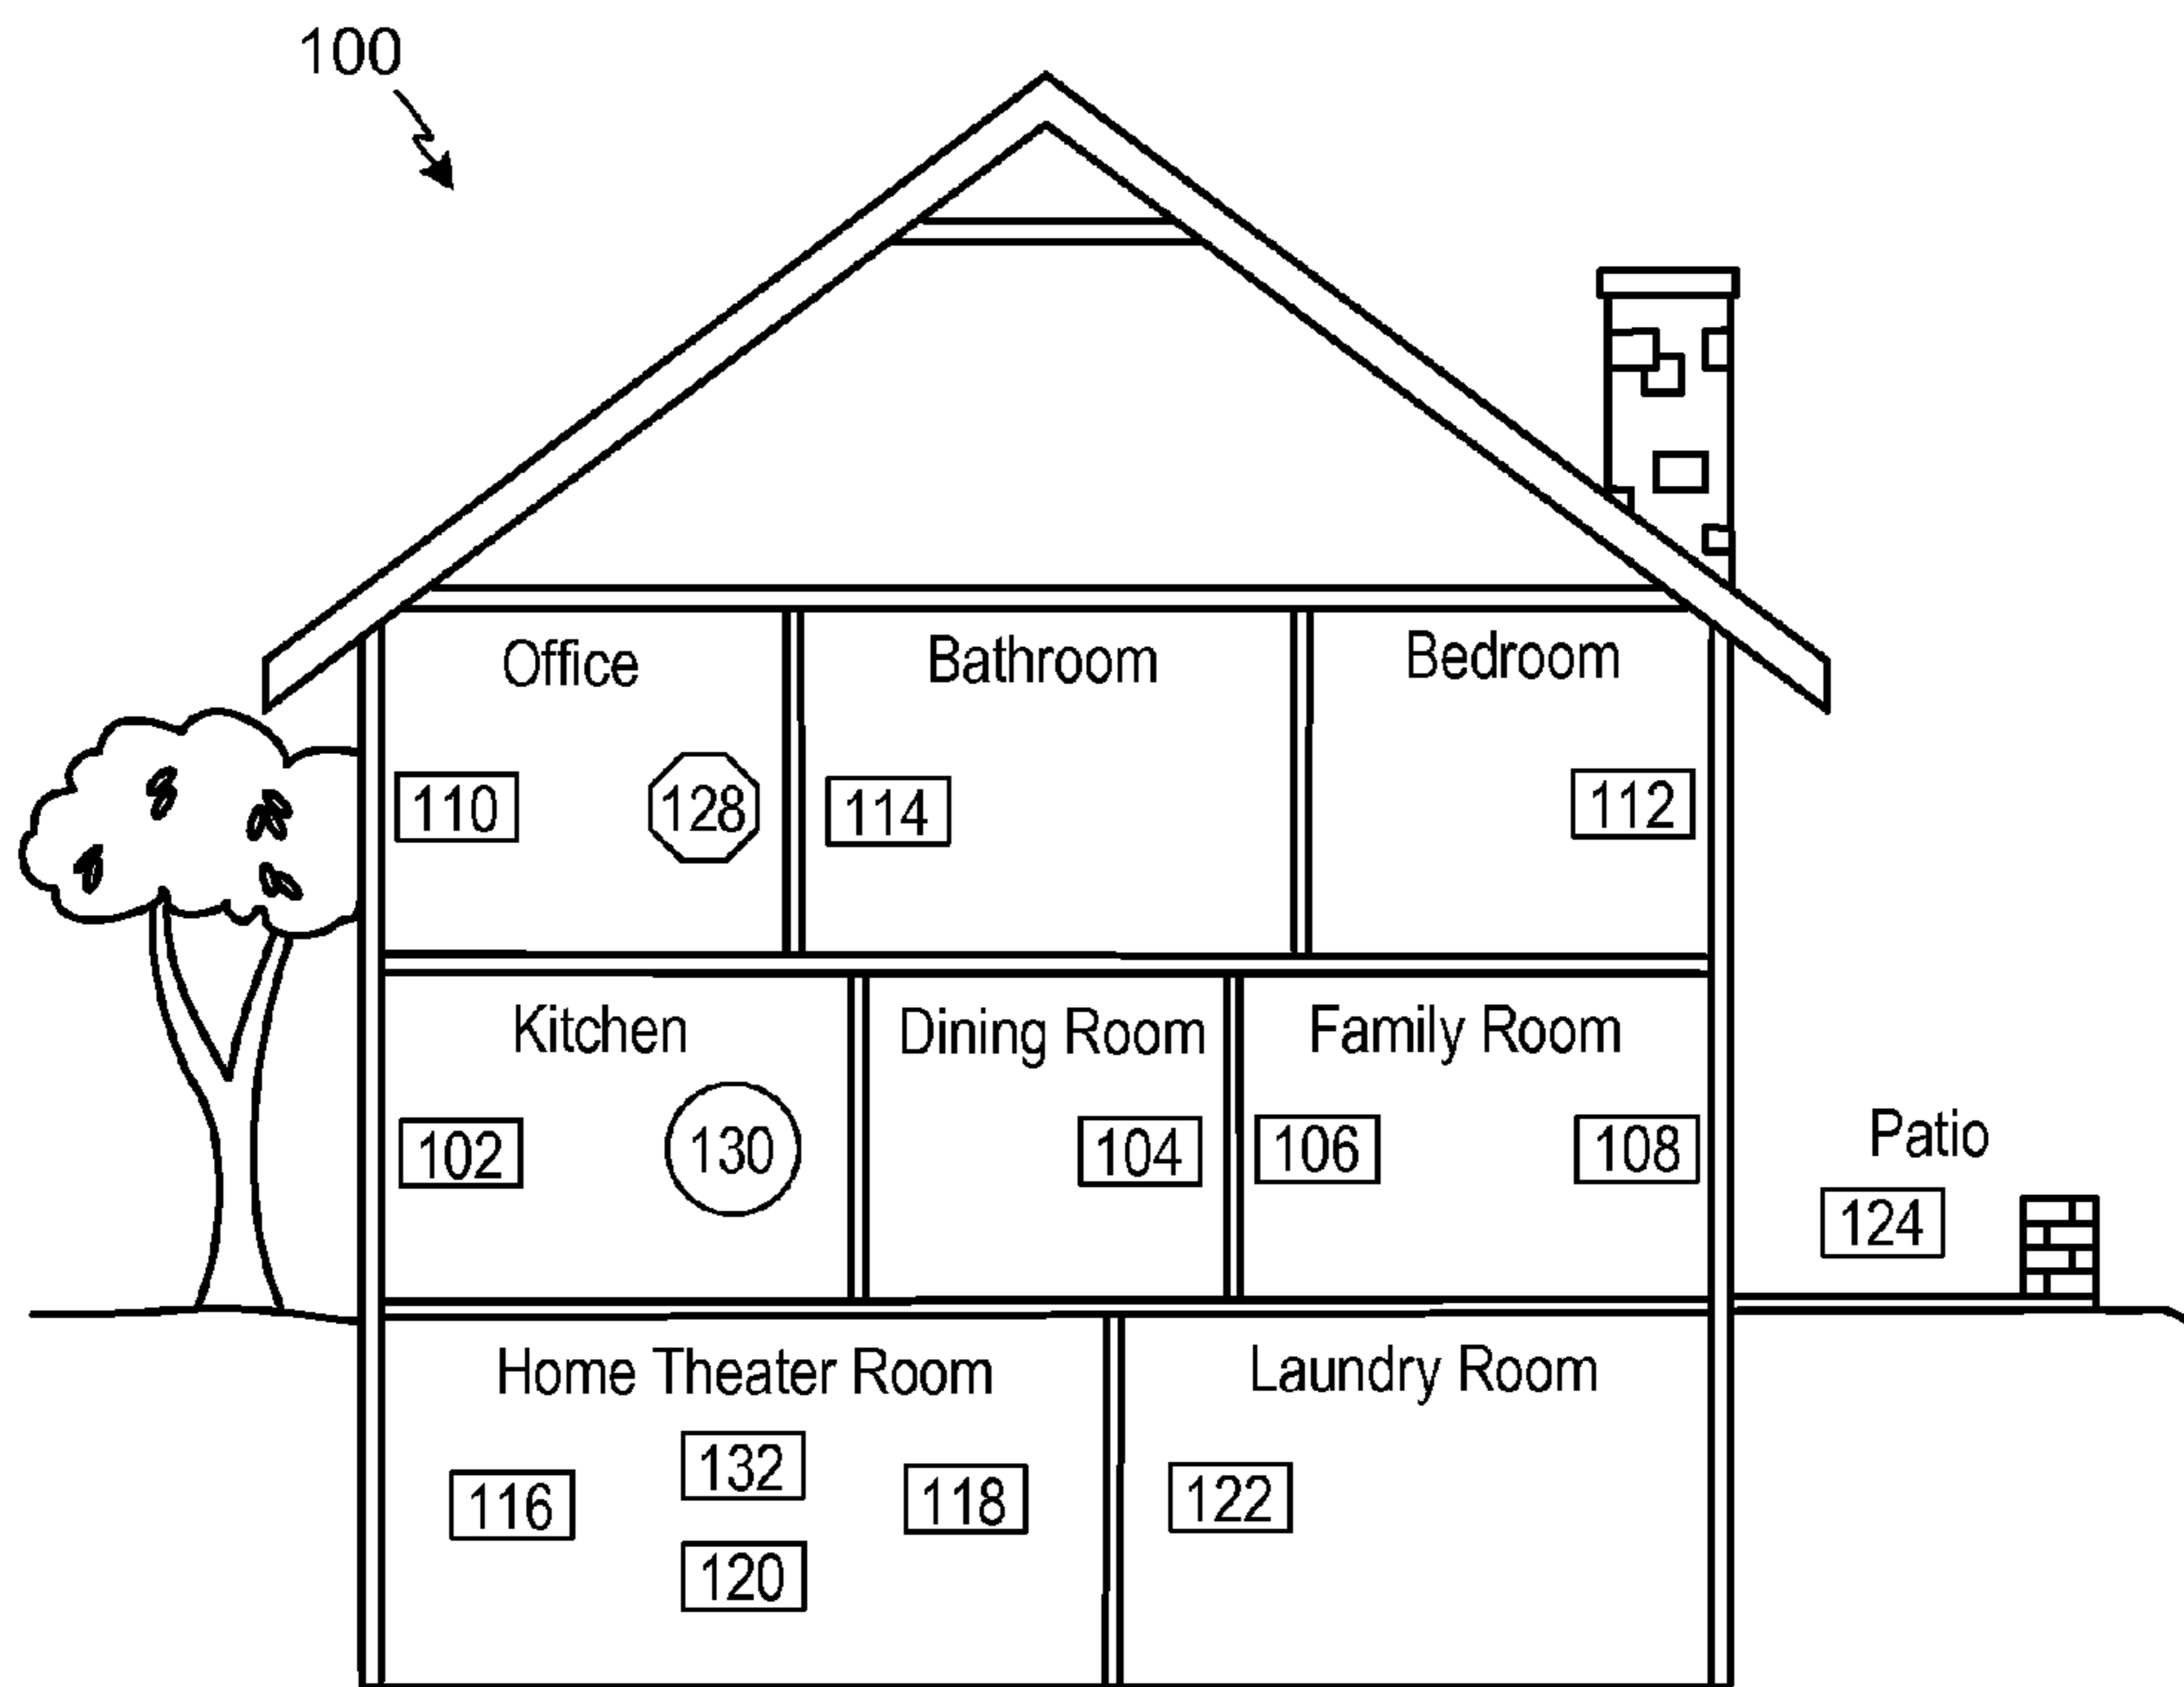 100
Office Bathroom Bedroom
110 128 114 112
Kitchen Dining Room Family Room
102 130 104 106 108
Patio
124
Home Theater Room Laundry Room
116 132 118 122
120